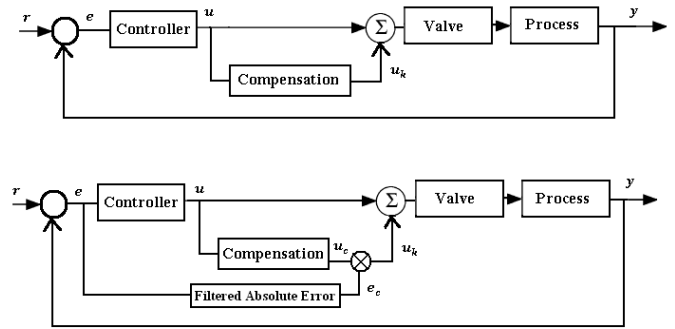 r e Controller u Σ Valve Process y
Compensation u_k
r e Controller u Σ Valve Process y
Compensation u_c u_k
Filtered Absolute Error e_c